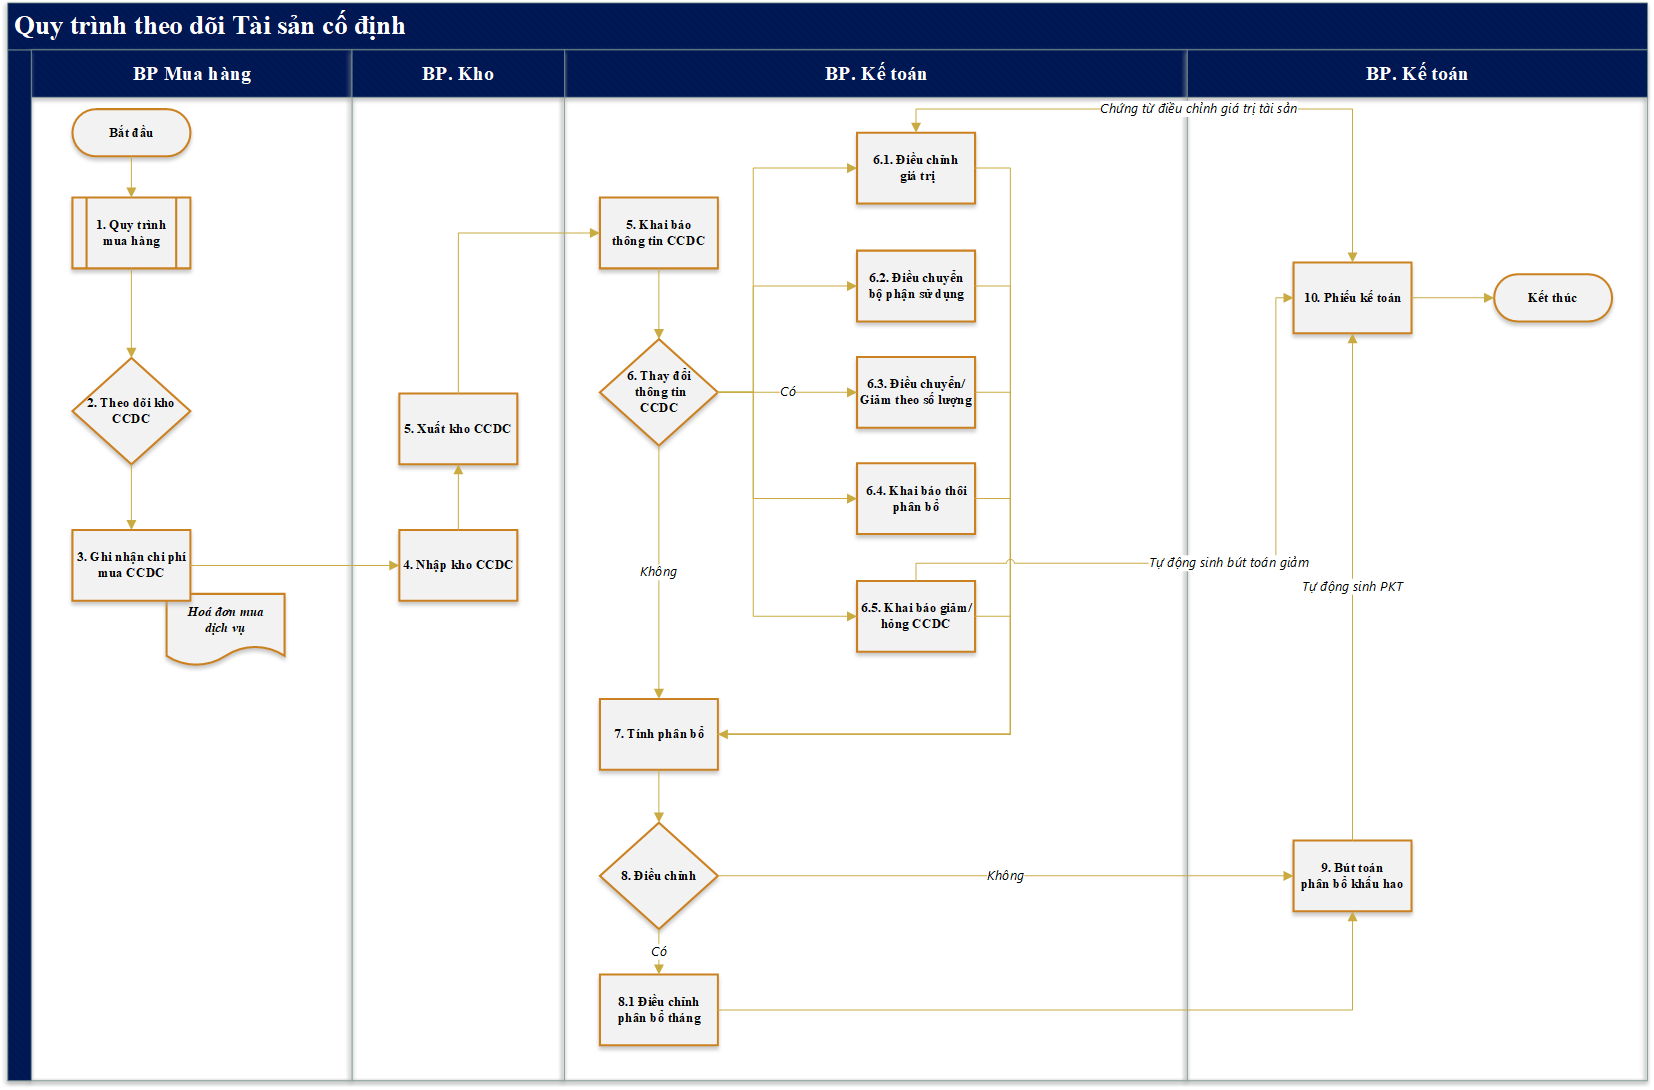 Quy trình theo dõi Tài sản cố định
BP Mua hàng
BP. Kho
BP. Kế toán
BP. Kế toán
Bắt đầu
1. Quy trình
mua hàng
2. Theo dõi kho
CCDC
3. Ghi nhận chi phí
mua CCDC
Hoá đơn mua
dịch vụ
5. Xuất kho CCDC
4. Nhập kho CCDC
5. Khai báo
thông tin CCDC
6. Thay đổi
thông tin
CCDC
Có
Không
6.1. Điều chỉnh
giá trị
6.2. Điều chuyển
bộ phận sử dụng
6.3. Điều chuyển/
Giảm theo số lượng
6.4. Khai báo thôi
phân bổ
6.5. Khai báo giảm/
hỏng CCDC
7. Tính phân bổ
8. Điều chỉnh
Không
Có
8.1 Điều chỉnh
phân bổ tháng
Chứng từ điều chỉnh giá trị tài sản
10. Phiếu kế toán
Kết thúc
Tự động sinh bút toán giảm
Tự động sinh PKT
9. Bút toán
phân bổ khấu hao